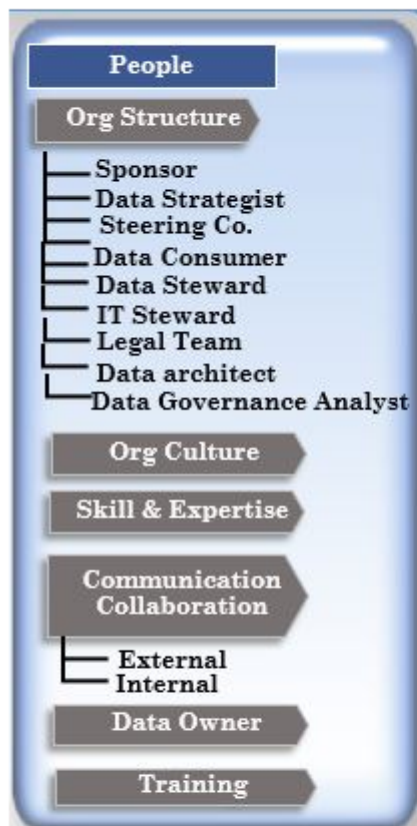 People
Org Structure
Sponsor
Data Strategist
Steering Co.
Data Consumer
Data Steward
IT Steward
Legal Team
Data architect
Data Governance Analyst
Org Culture
Skill & Expertise
Communication
Collaboration
External
Internal
Data Owner
Training